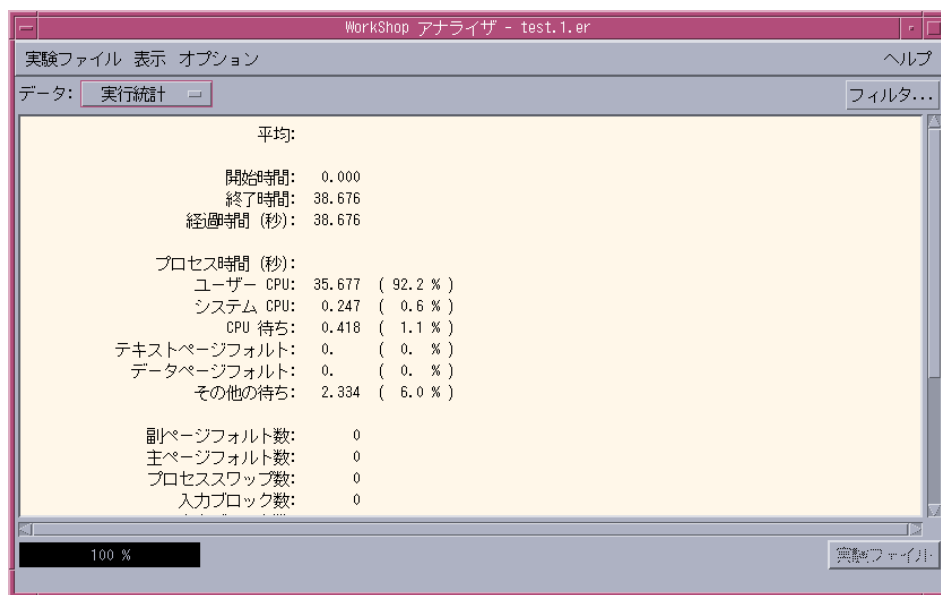 WorkShop アナライザ - test.1.er
実験ファイル 表示 オプション ヘルプ
データ: 実行統計 フィルタ...
平均:
開始時間: 0.000
終了時間: 38.676
経過時間 (秒): 38.676
プロセス時間 (秒):
ユーザー CPU: 35.677 ( 92.2 % )
システム CPU: 0.247 ( 0.6 % )
CPU 待ち: 0.418 ( 1.1 % )
テキストページフォルト: 0. ( 0. % )
データページフォルト: 0. ( 0. % )
その他の待ち: 2.334 ( 6.0 % )
副ページフォルト数: 0
主ページフォルト数: 0
プロセススワップ数: 0
入力ブロック数: 0
100 % 実験ファイル